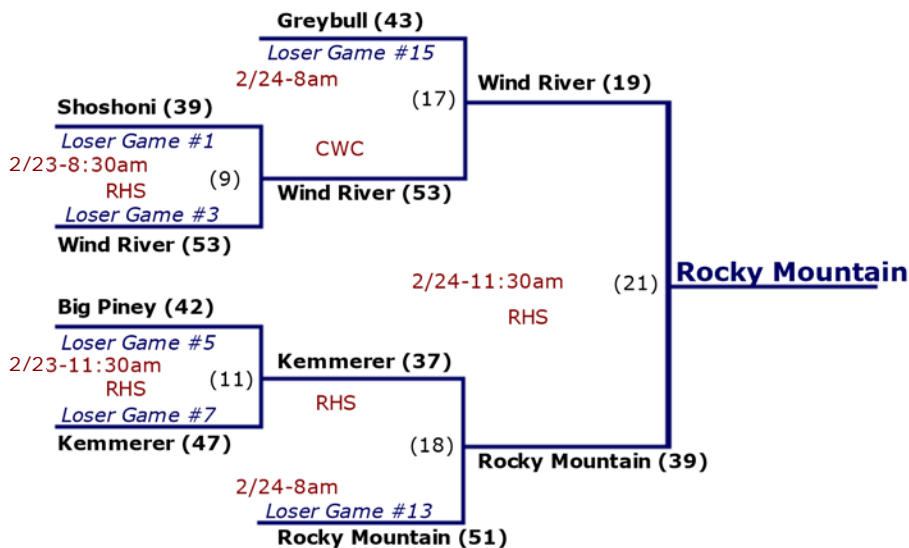 Greybull (43)
Loser Game #15
2/24-8am
Wind River (19)
(17)
Shoshoni (39)
Loser Game #1
2/23-8:30am
CWC
(9)
RHS
Wind River (53)
Loser Game #3
Wind River (53)
Rocky Mountain
2/24-11:30am
(21)
RHS
Big Piney (42)
Loser Game #5
2/23-11:30am
Kemmerer (37)
(11)
RHS
RHS
Loser Game #7
Kemmerer (47)
(18)
Rocky Mountain (39)
2/24-8am
Loser Game #13
Rocky Mountain (51)